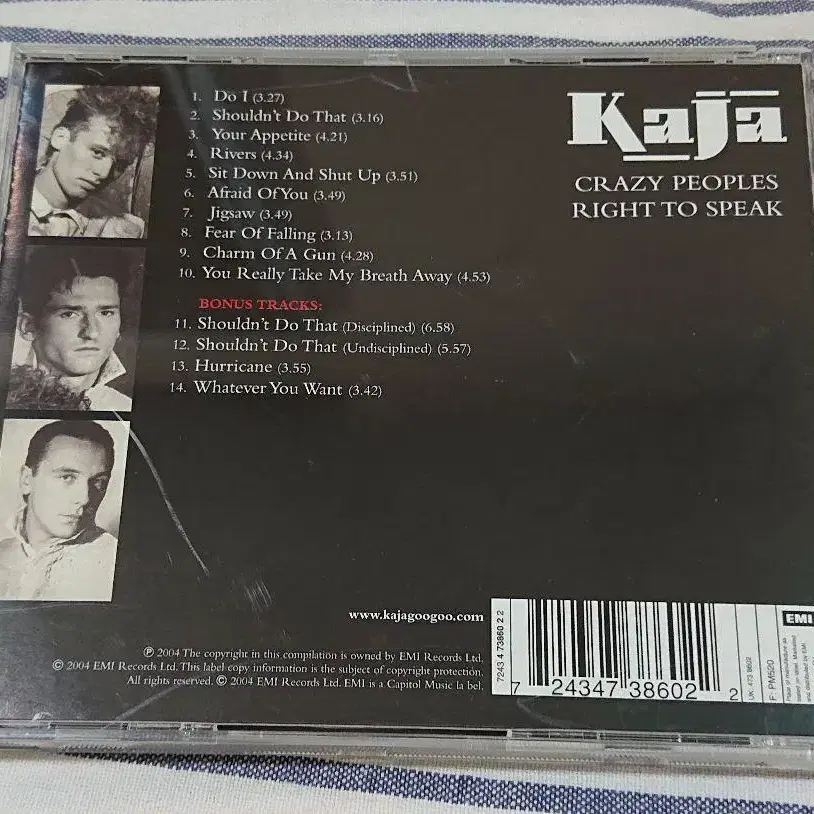 1. Do I (3.27)
2. Shouldn't Do That (3.16)
3. Your Appetite (4.21)
4. Rivers (4.34)
5. Sit Down And Shut Up (3.51)
6. Afraid Of You (3.49)
7. Jigsaw (3.49)
8. Fear Of Falling (3.13)
9. Charm Of A Gun (4.28)
10. You Really Take My Breath Away (4.53)
BONUS TRACKS:
11. Shouldn't Do That (Disciplined) (6.58)
12. Shouldn't Do That (Undisciplined) (5.57)
13. Hurricane (3.55)
14. Whatever You Want (3.42)
Kaja
CRAZY PEOPLES
RIGHT TO SPEAK
www.kajagoogoo.com
℗ 2004 The copyright in this compilation is owned by EMI Records Ltd.
© 2004 EMI Records Ltd. This label copy information is the subject of copyright protection.
All rights reserved. © 2004 EMI Records Ltd. EMI is a Capitol Music la bel.
7243 4 73860 2 2
7 24347 38602 2
UK: 473 8602
F: PM520
EMI